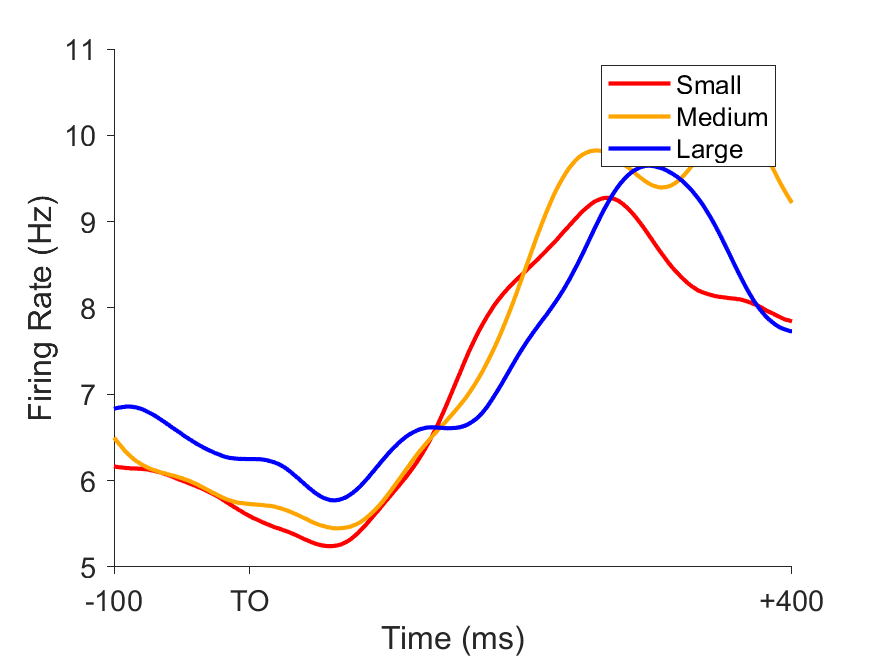 11
10
9
8
7
6
5
Firing Rate (Hz)
Small
Medium
Large
-100
TO
+400
Time (ms)